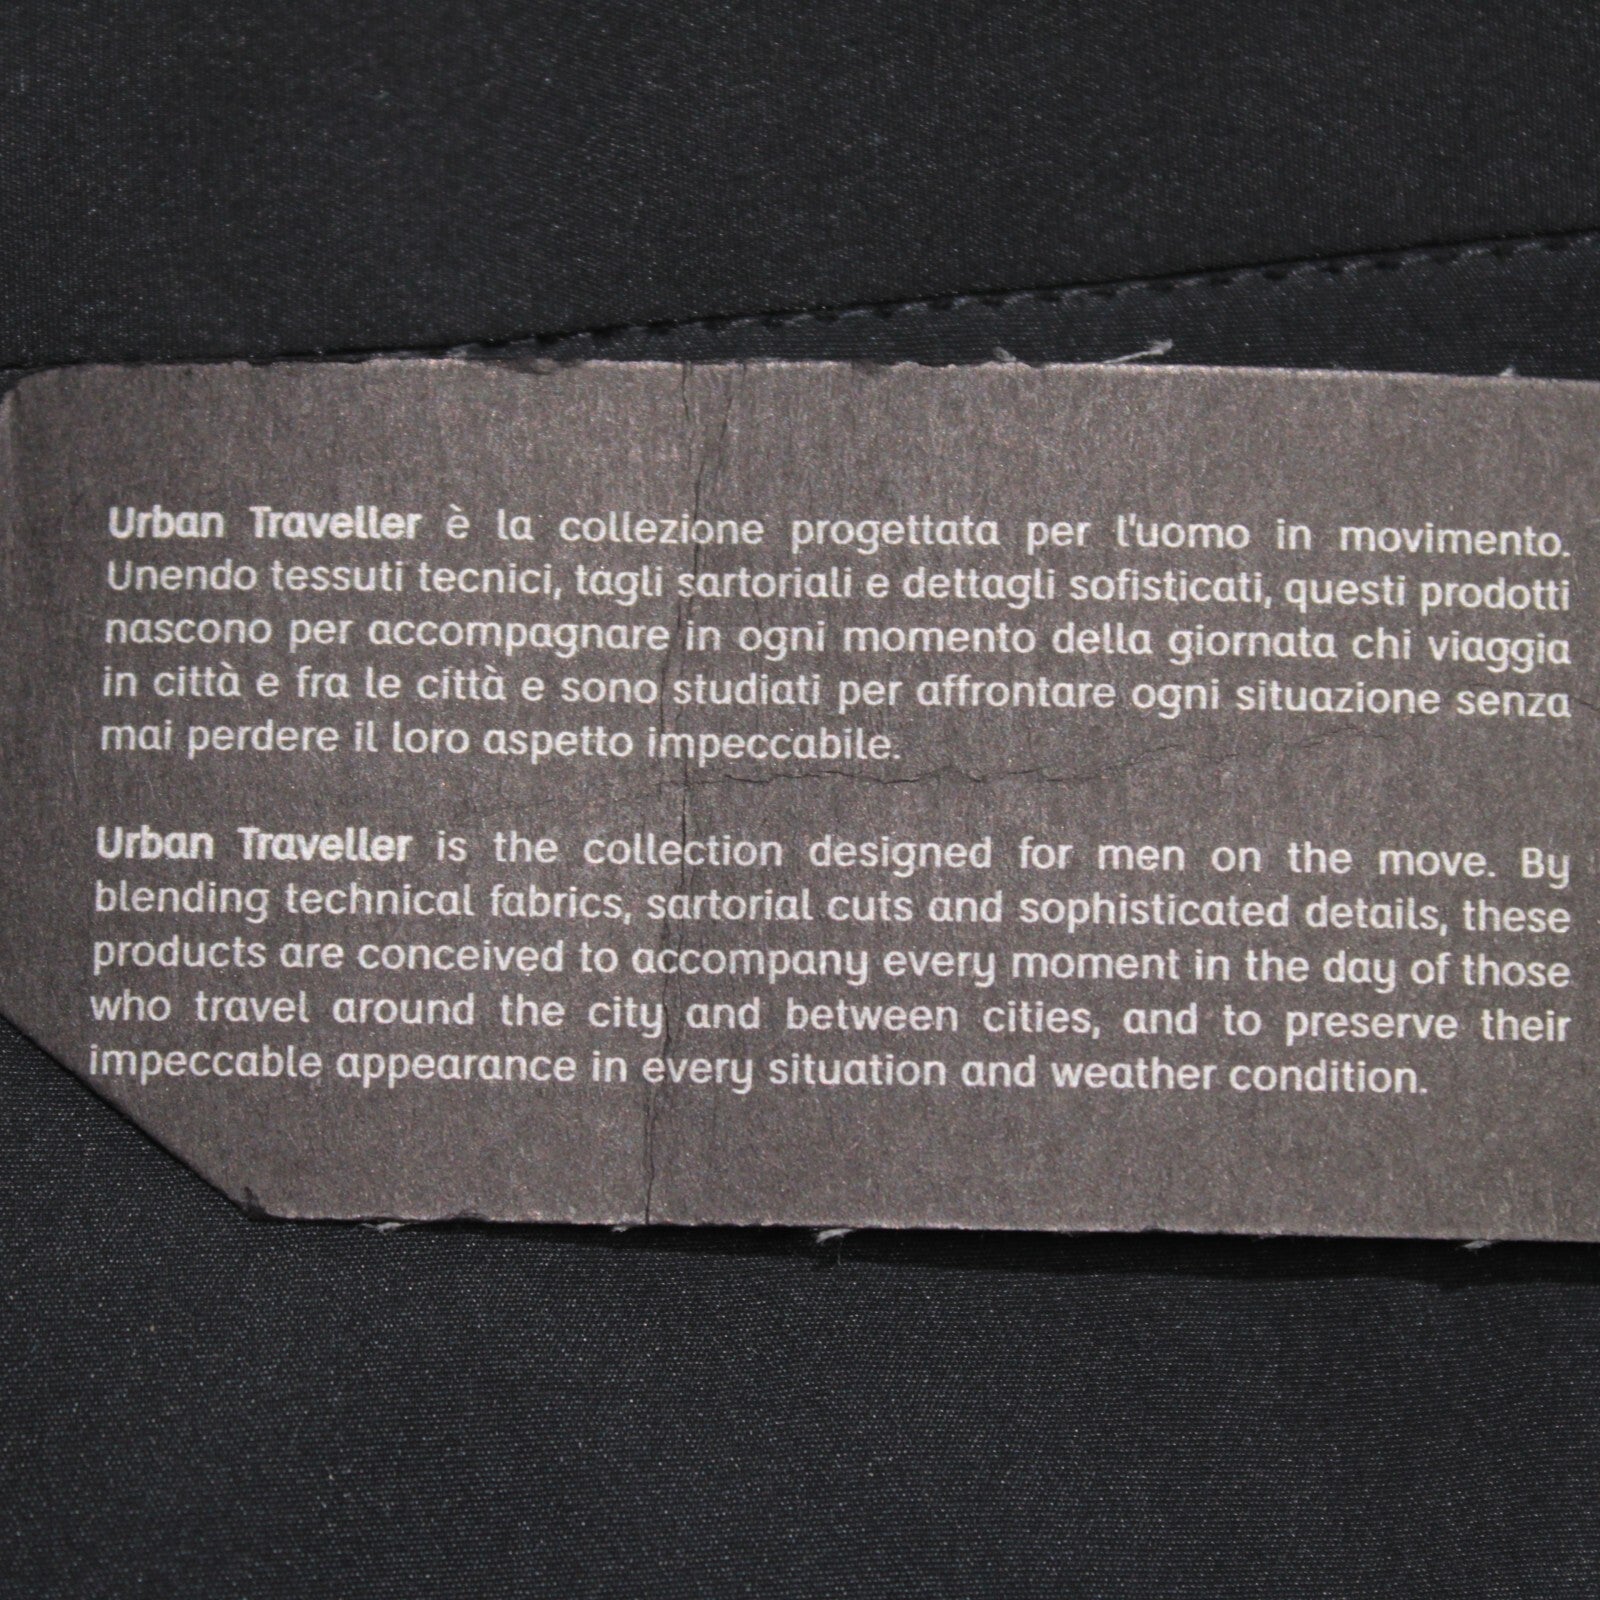 Urban Traveller è la collezione progettata per l'uomo in movimento.
Unendo tessuti tecnici, tagli sartoriali e dettagli sofisticati, questi prodotti
nascono per accompagnare in ogni momento della giornata chi viaggia
in città e fra le città e sono studiati per affrontare ogni situazione senza
mai perdere il loro aspetto impeccabile.
Urban Traveller is the collection designed for men on the move. By
blending technical fabrics, sartorial cuts and sophisticated details, these
products are conceived to accompany every moment in the day of those
who travel around the city and between cities, and to preserve their
impeccable appearance in every situation and weather condition.